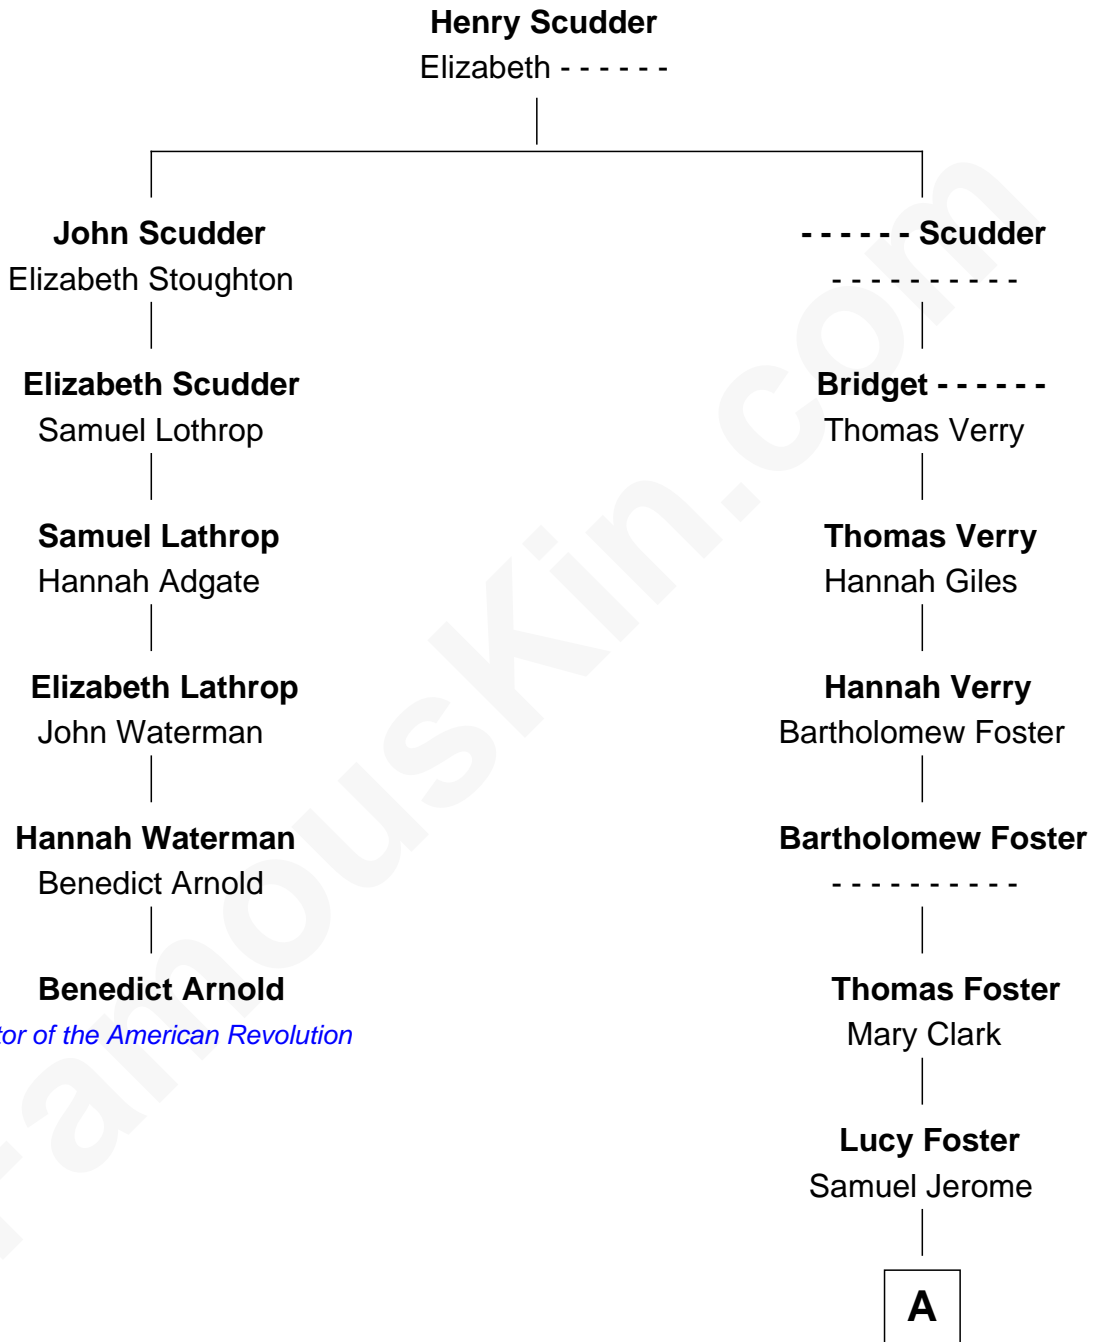 Henry Scudder
Elizabeth - - - - - -
John Scudder
Elizabeth Stoughton
- - - - - - Scudder
- - - - - - - - - -
Elizabeth Scudder
Samuel Lothrop
Bridget - - - - - -
Thomas Verry
Samuel Lathrop
Hannah Adgate
Thomas Verry
Hannah Giles
Elizabeth Lathrop
John Waterman
Hannah Verry
Bartholomew Foster
Hannah Waterman
Benedict Arnold
Bartholomew Foster
- - - - - - - - - -
Benedict Arnold
tor of the American Revolution
Thomas Foster
Mary Clark
Lucy Foster
Samuel Jerome
A
FamousKin.com